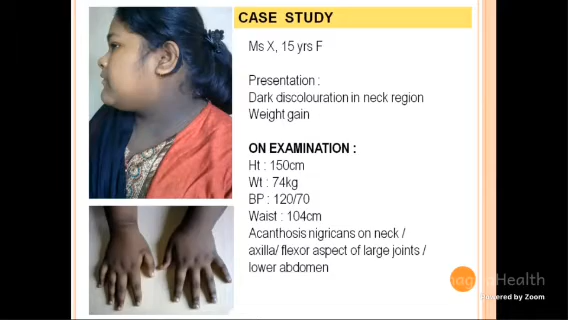 CASE STUDY
Ms X, 15 yrs F
Presentation :
Dark discolouration in neck region
Weight gain
ON EXAMINATION :
Ht : 150cm
Wt : 74kg
BP : 120/70
Waist : 104cm
Acanthosis nigricans on neck /
axilla/ flexor aspect of large joints /
lower abdomen
Health
Powered by Zoom